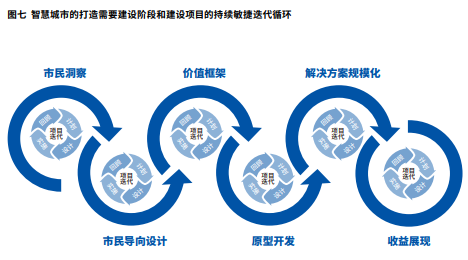 图七 智慧城市的打造需要建设阶段和建设项目的持续敏捷迭代循环
市民洞察
价值框架
解决方案规模化
回顾
计划
项目
迭代
实施
设计
回顾
计划
项目
迭代
实施
设计
回顾
计划
项目
迭代
实施
设计
回顾
计划
项目
迭代
实施
设计
回顾
计划
项目
迭代
实施
设计
回顾
计划
项目
迭代
实施
设计
市民导向设计
原型开发
收益展现